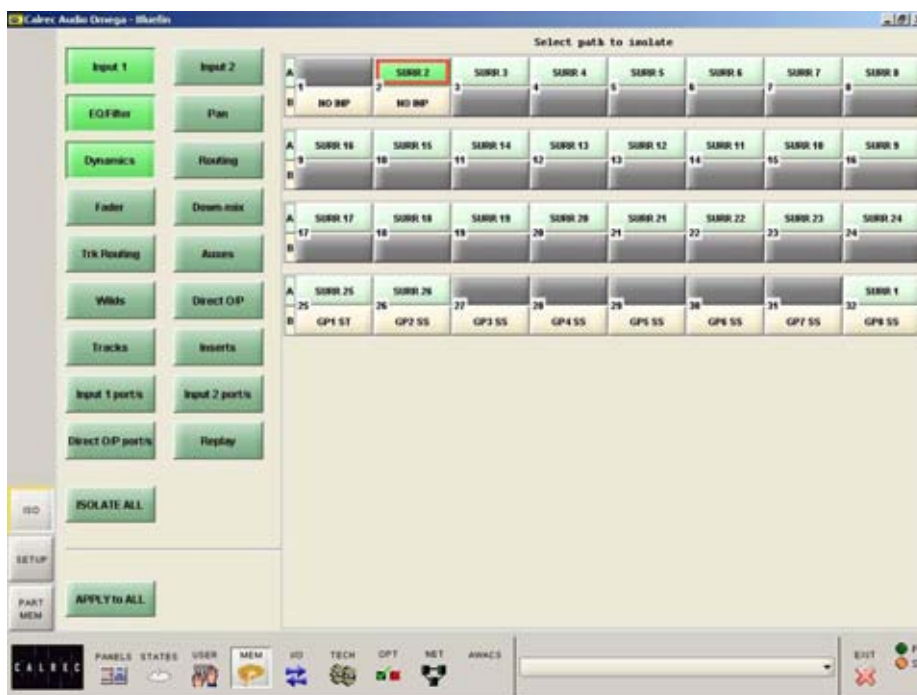 Calrec Audio Omega - Bluefin
Select path to isolate
Input 1 Input 2
EQ/Filter Pan
Dynamics Routing
Fader Down-mix
Trk Routing Auxes
Wilds Direct O/P
Tracks Inserts
Input 1 port/s Input 2 port/s
Direct O/P port/s Replay
ISOLATE ALL
APPLY to ALL
A SURR 2 SURR 3 SURR 4 SURR 5 SURR 6 SURR 7 SURR 8
1 2 3 4 5 6 7 8
B NO INP NO INP
A SURR 16 SURR 15 SURR 14 SURR 13 SURR 12 SURR 11 SURR 10 SURR 9
9 10 11 12 13 14 15 16
B
A SURR 17 SURR 18 SURR 19 SURR 20 SURR 21 SURR 22 SURR 23 SURR 24
17 18 19 20 21 22 23 24
B
A SURR 25 SURR 26 SURR 1
25 26 27 28 29 30 31 32
B GP1 ST GP2 SS GP3 SS GP4 SS GP5 SS GP6 SS GP7 SS GP8 SS
ISO
SETUP
PART
MEM
CALREC
PANELS STATES USER MEM I/O TECH OPT NET AWACS
EXIT
P
S